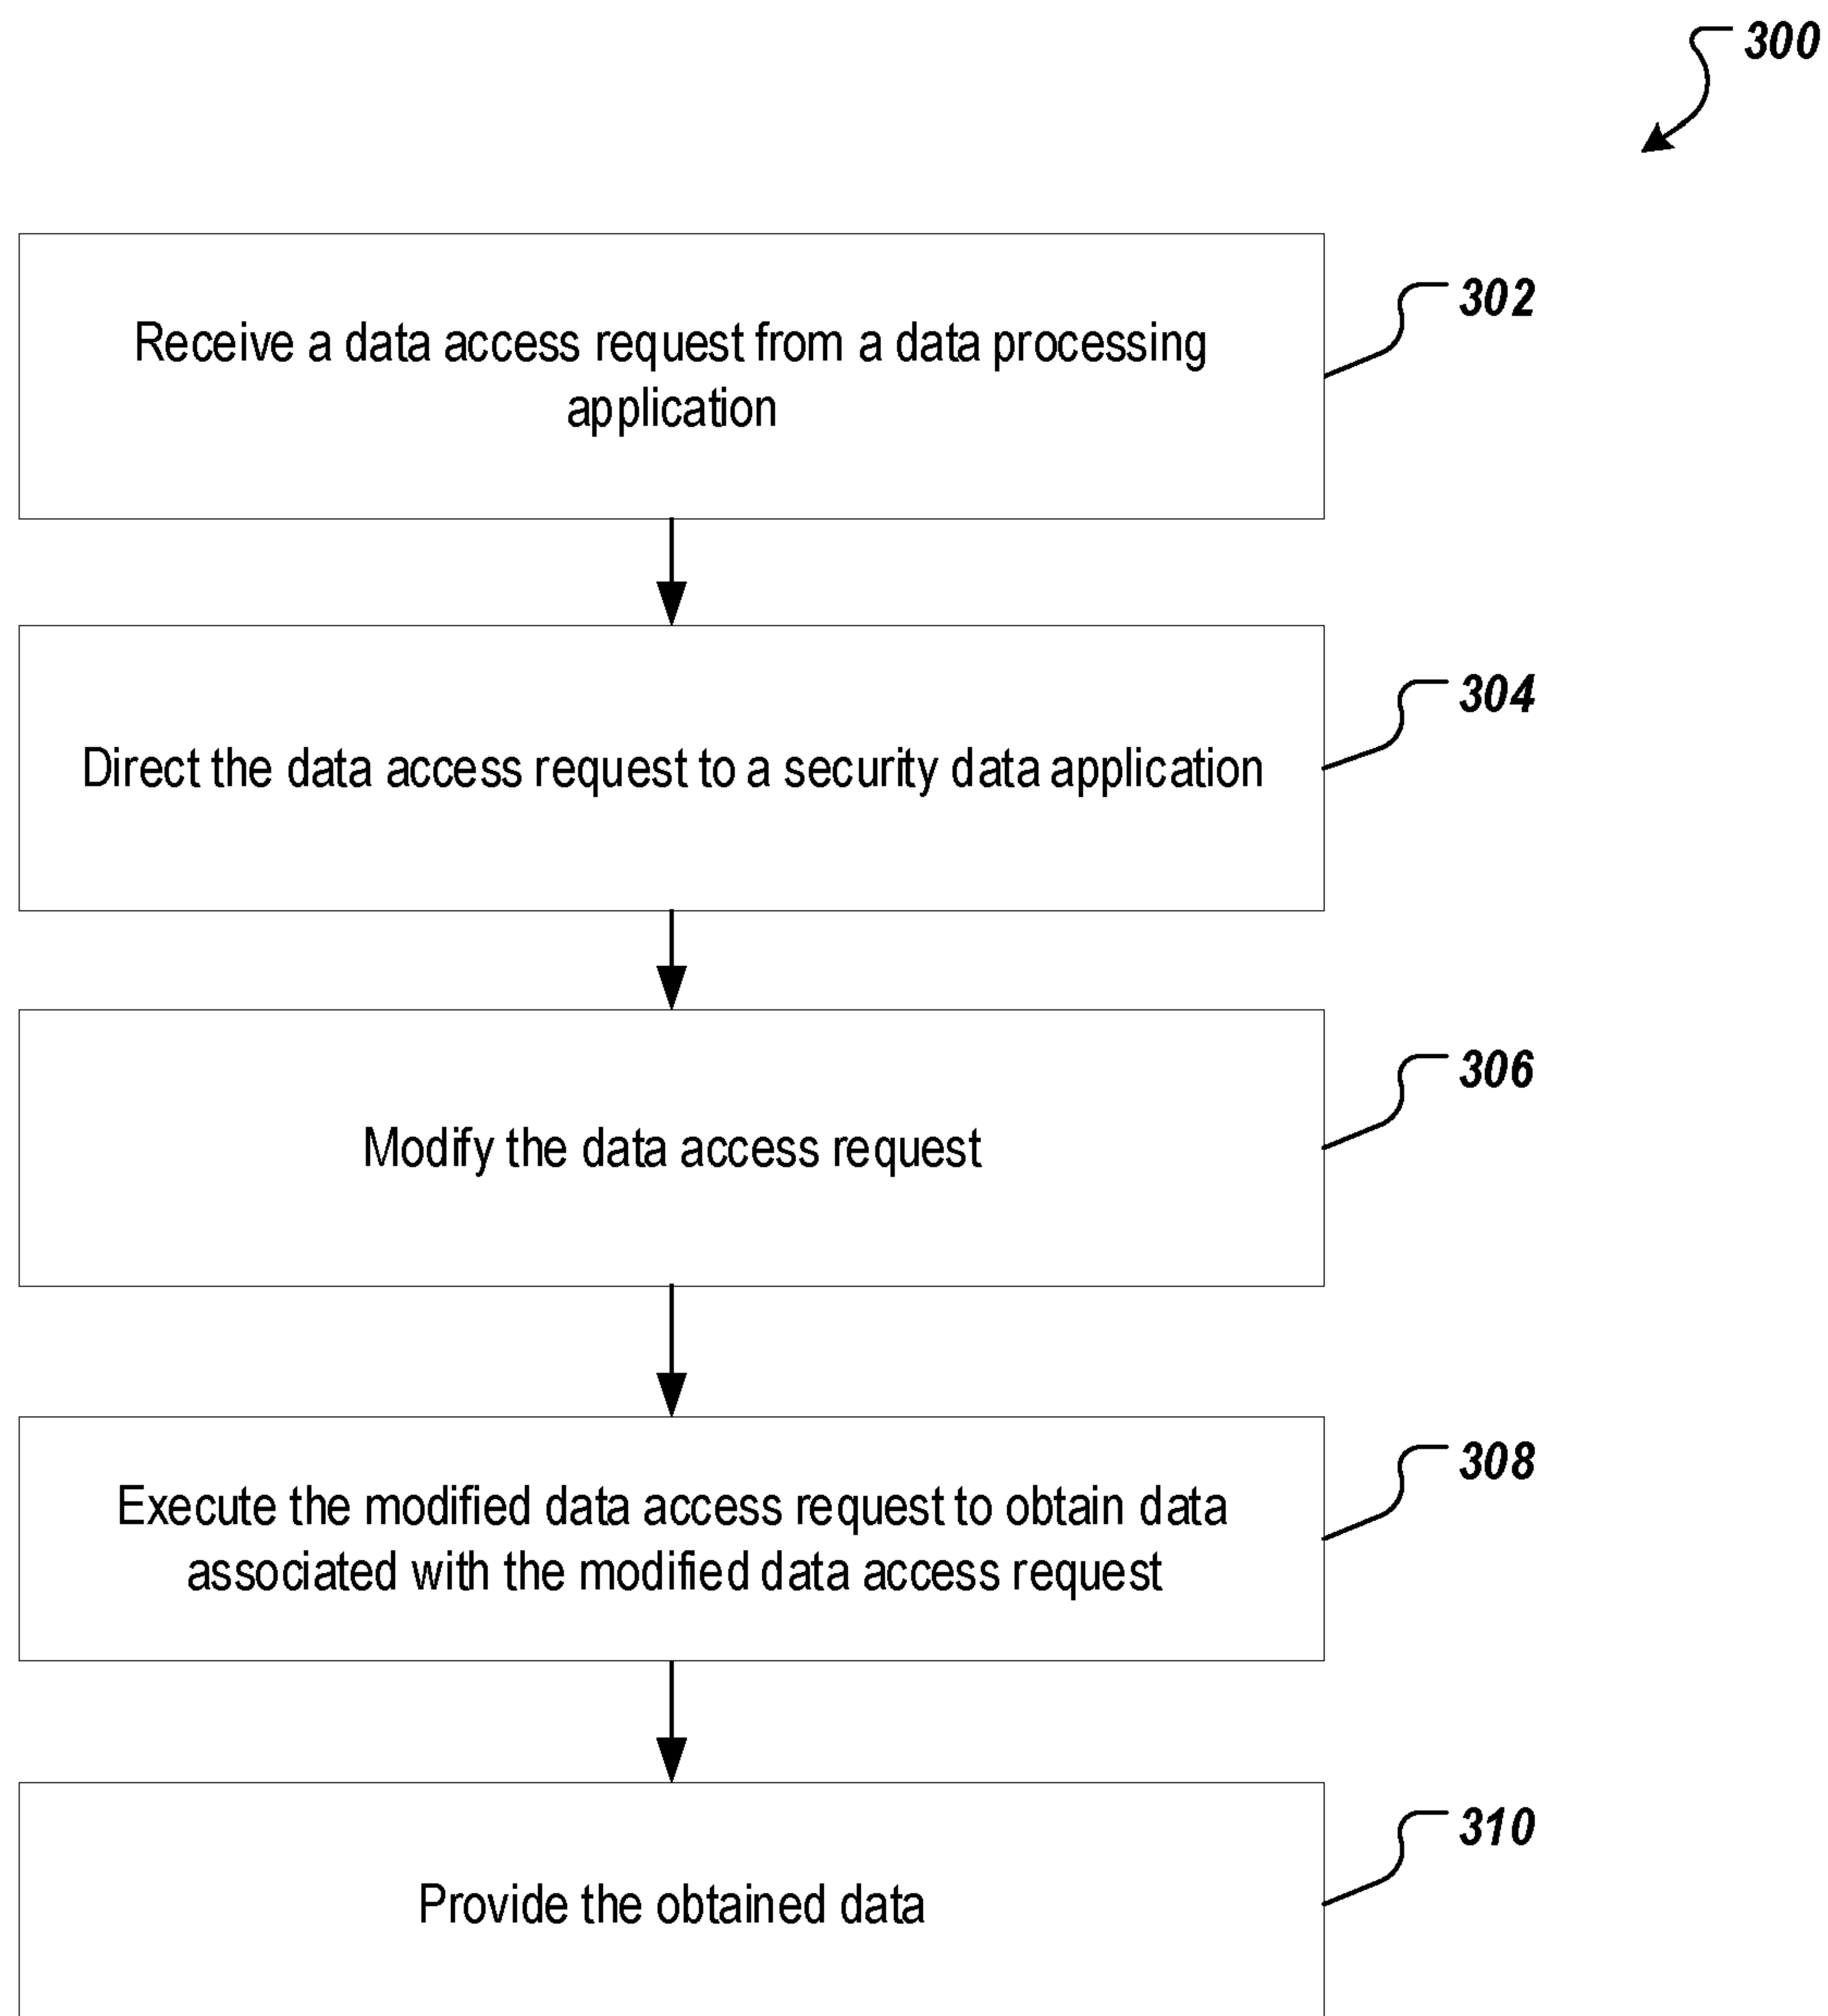 300
Receive a data access request from a data processing
application
302
Direct the data access request to a security data application
304
Modify the data access request
306
Execute the modified data access request to obtain data
associated with the modified data access request
308
Provide the obtained data
310